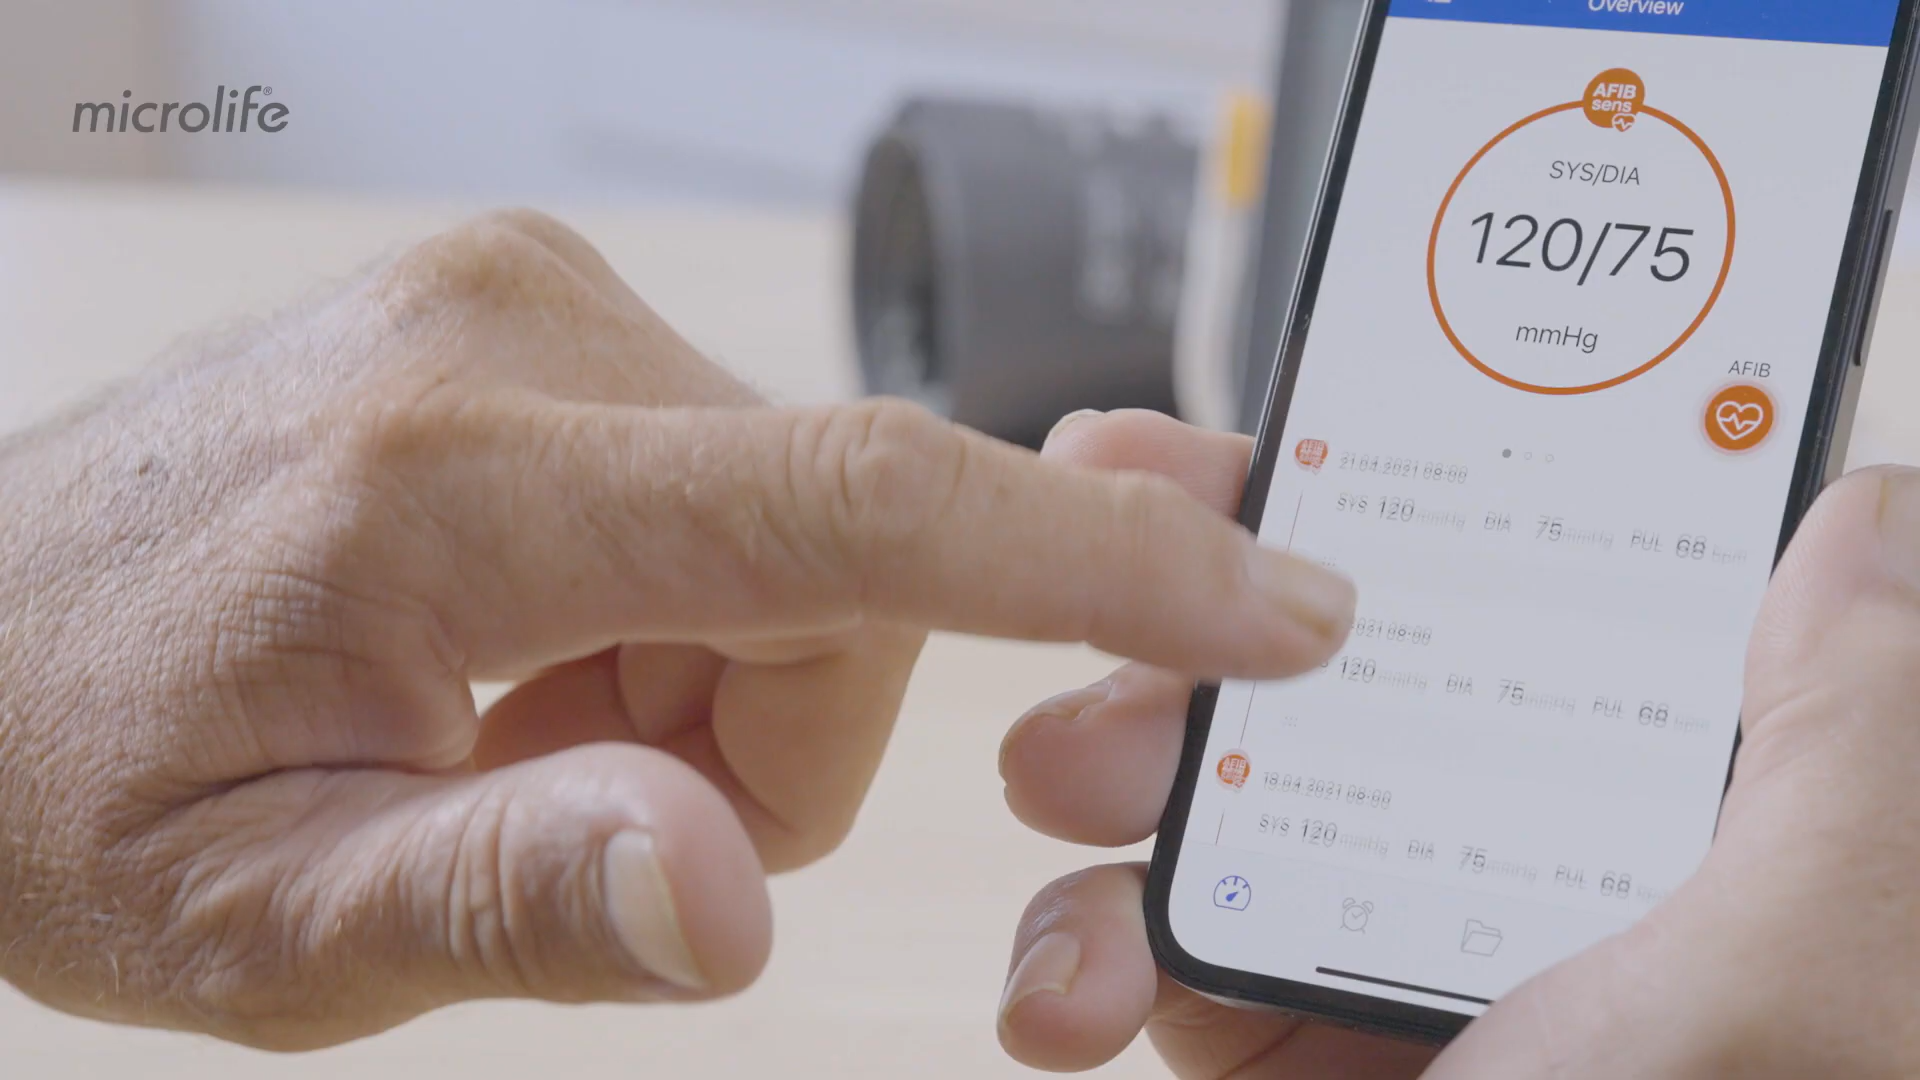 microlife®
Overview
AFIB
sens
SYS/DIA
120/75
mmHg
AFIB
21.04.2021 08:00
SYS 120 mmHg DIA 75 mmHg PUL 68 bpm
2021 08:00
120 mmHg DIA 75 mmHg PUL 68 bpm
19.04.2021 08:00
SYS 120 mmHg DIA 75 mmHg PUL 68